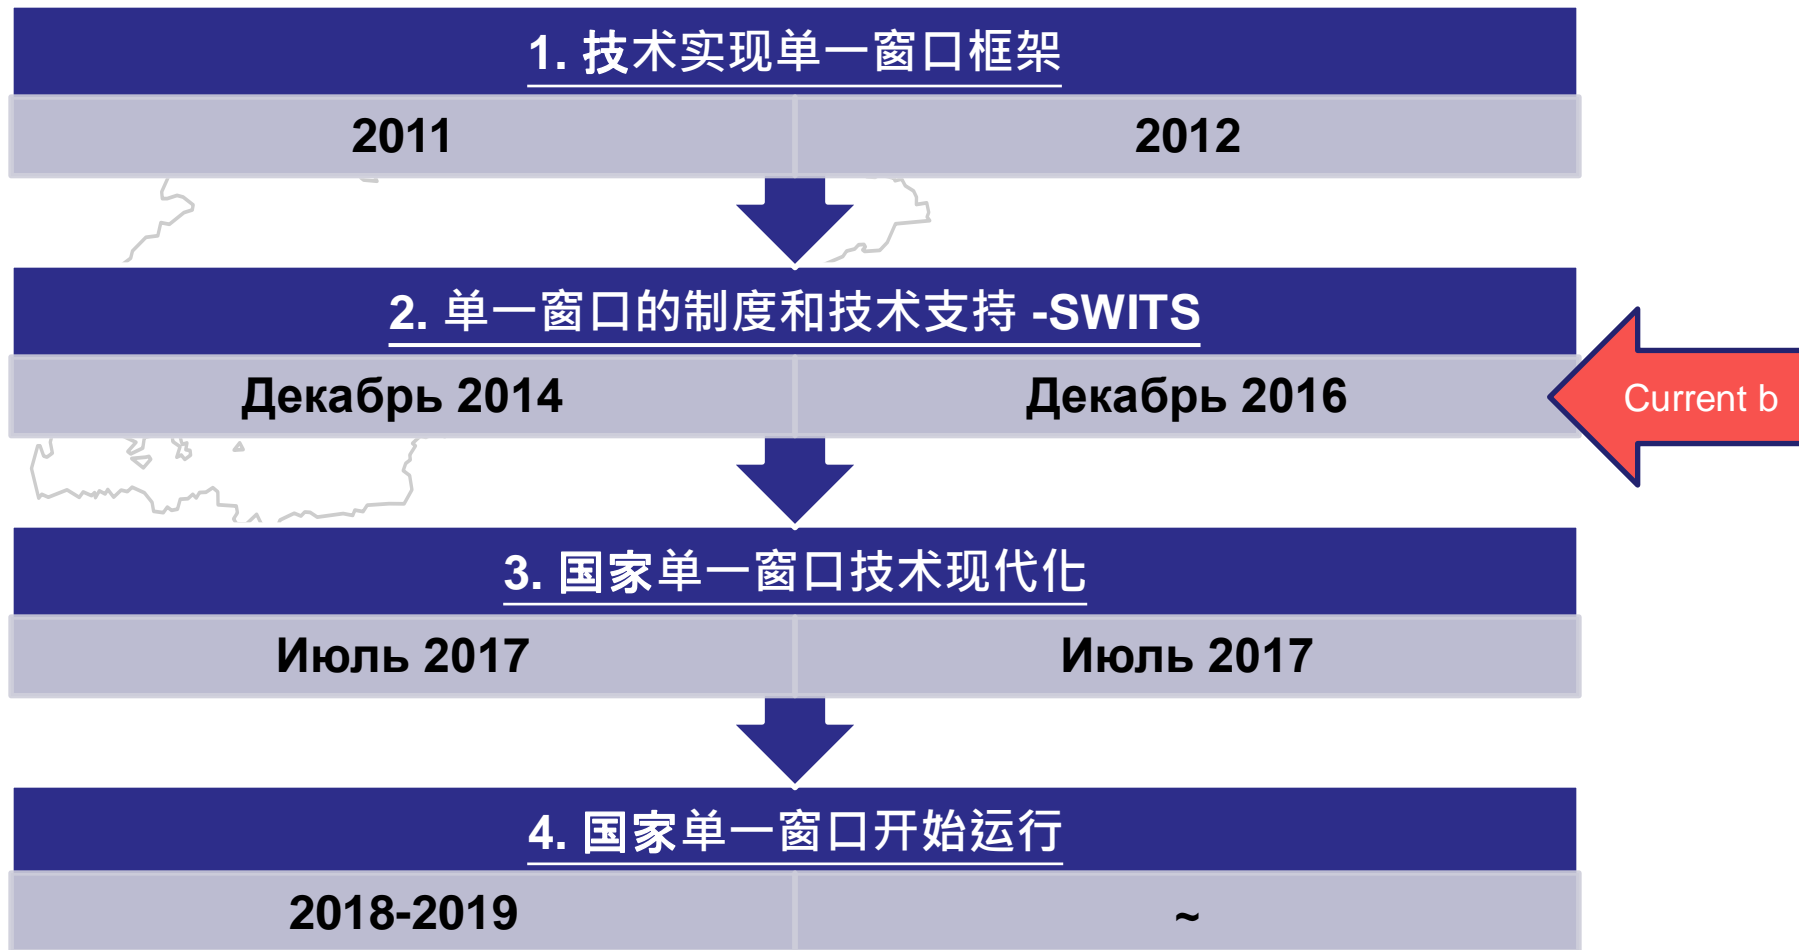 1. 技术实现单一窗口框架
2011
2012
2. 单一窗口的制度和技术支持 -SWITS
Декабрь 2014
Декабрь 2016
Current b
3. 国家单一窗口技术现代化
Июль 2017
Июль 2017
4. 国家单一窗口开始运行
2018-2019
~